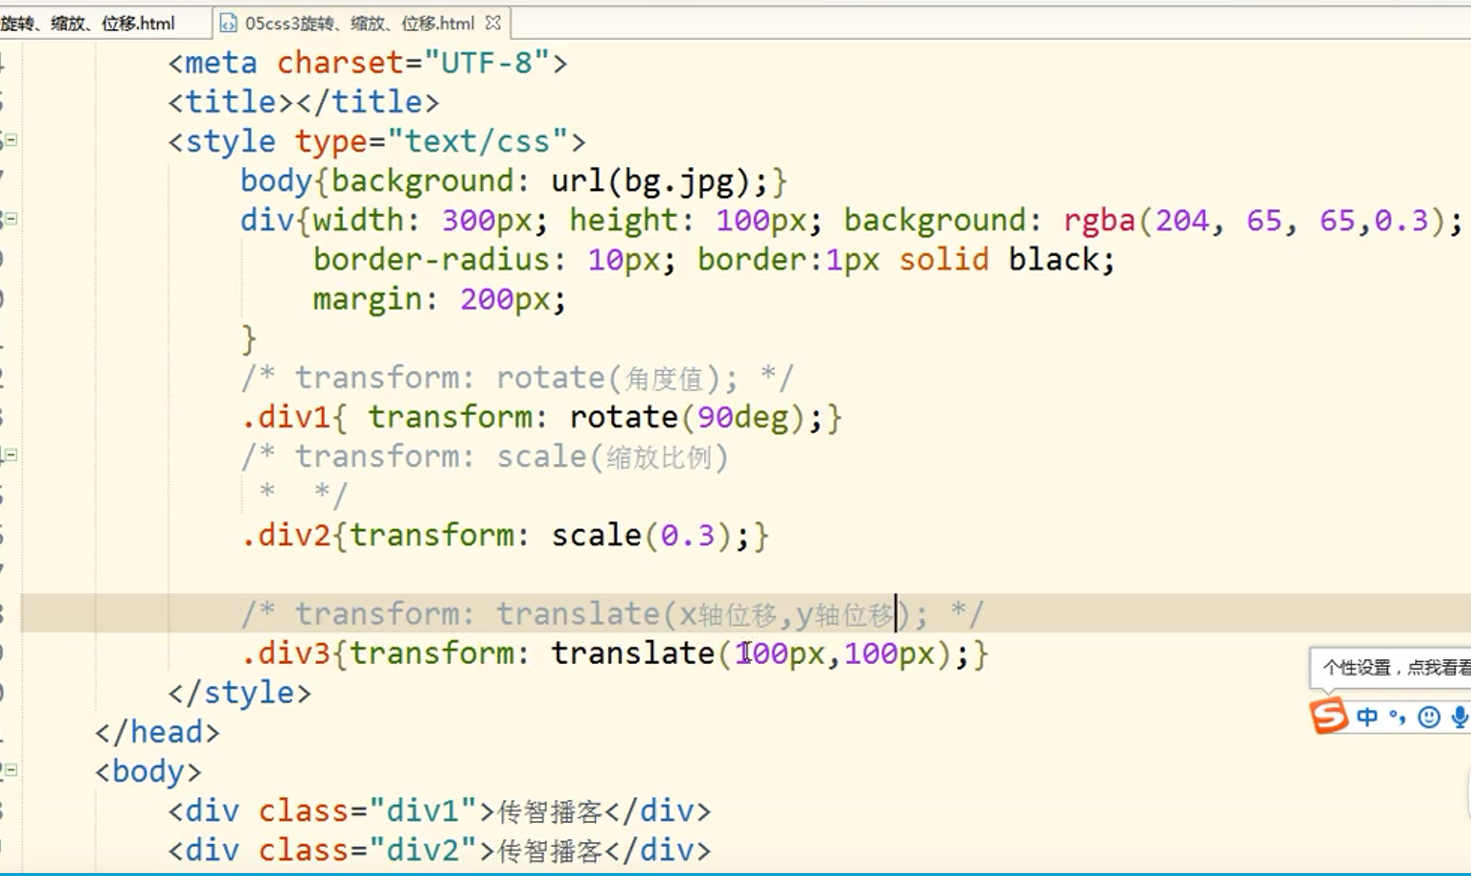 旋转、缩放、位移.html
05css3旋转、缩放、位移.html
<meta charset="UTF-8">
<title></title>
<style type="text/css">
body{background: url(bg.jpg);}
div{width: 300px; height: 100px; background: rgba(204, 65, 65,0.3);
border-radius: 10px; border:1px solid black;
margin: 200px;
}
/* transform: rotate(角度值); */
.div1{ transform: rotate(90deg);}
/* transform: scale(缩放比例)
* */
.div2{transform: scale(0.3);}
/* transform: translate(x轴位移,y轴位移); */
.div3{transform: translate(100px,100px);}
</style>
</head>
<body>
<div class="div1">传智播客</div>
<div class="div2">传智播客</div>
个性设置，点我看看
中